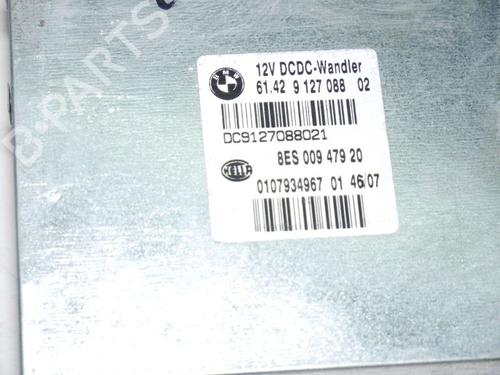 B-PARTS
BMW
12V DCDC-Wandler
61.42 9 127 088 02
DC9127088021
8ES 009 479 20
HELLA
0107934967 01 46/07